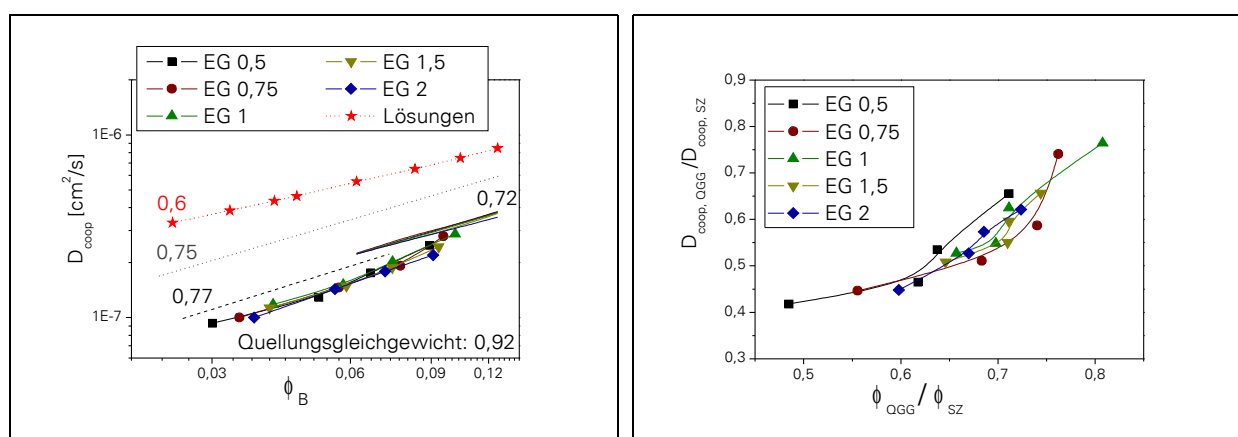 EG 0,5
EG 1,5
EG 0,75
EG 2
EG 1
Lösungen
1E-6
1E-7
D_coop [cm²/s]
0,6
0,75
0,77
0,72
Quellungsgleichgewicht: 0,92
0,03 0,06 0,09 0,12
ϕ_B
0,9
0,8
0,7
0,6
0,5
0,4
0,3
D_coop, QGG/D_coop, SZ
EG 0,5
EG 0,75
EG 1
EG 1,5
EG 2
0,5 0,6 0,7 0,8
ϕ_QGG/ϕ_SZ